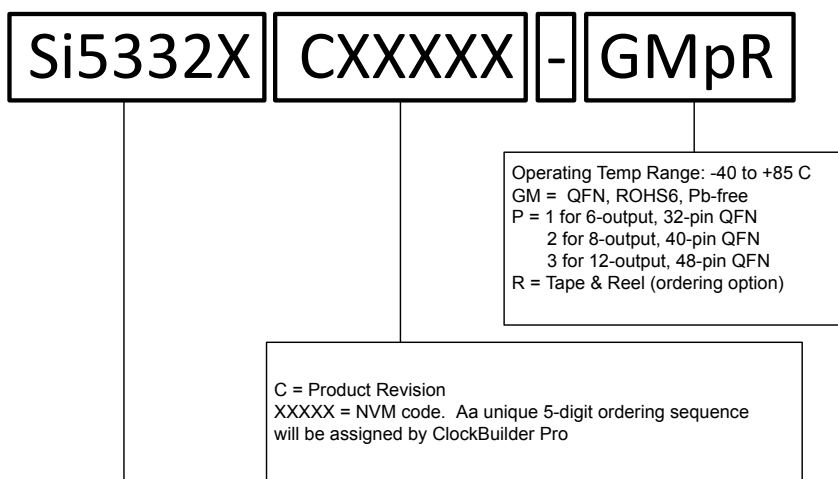 Si5332X CXXXXX - GMpR
Operating Temp Range: -40 to +85 C
GM = QFN, ROHS6, Pb-free
P = 1 for 6-output, 32-pin QFN
2 for 8-output, 40-pin QFN
3 for 12-output, 48-pin QFN
R = Tape & Reel (ordering option)
C = Product Revision
XXXXX = NVM code. Aa unique 5-digit ordering sequence
will be assigned by ClockBuilder Pro